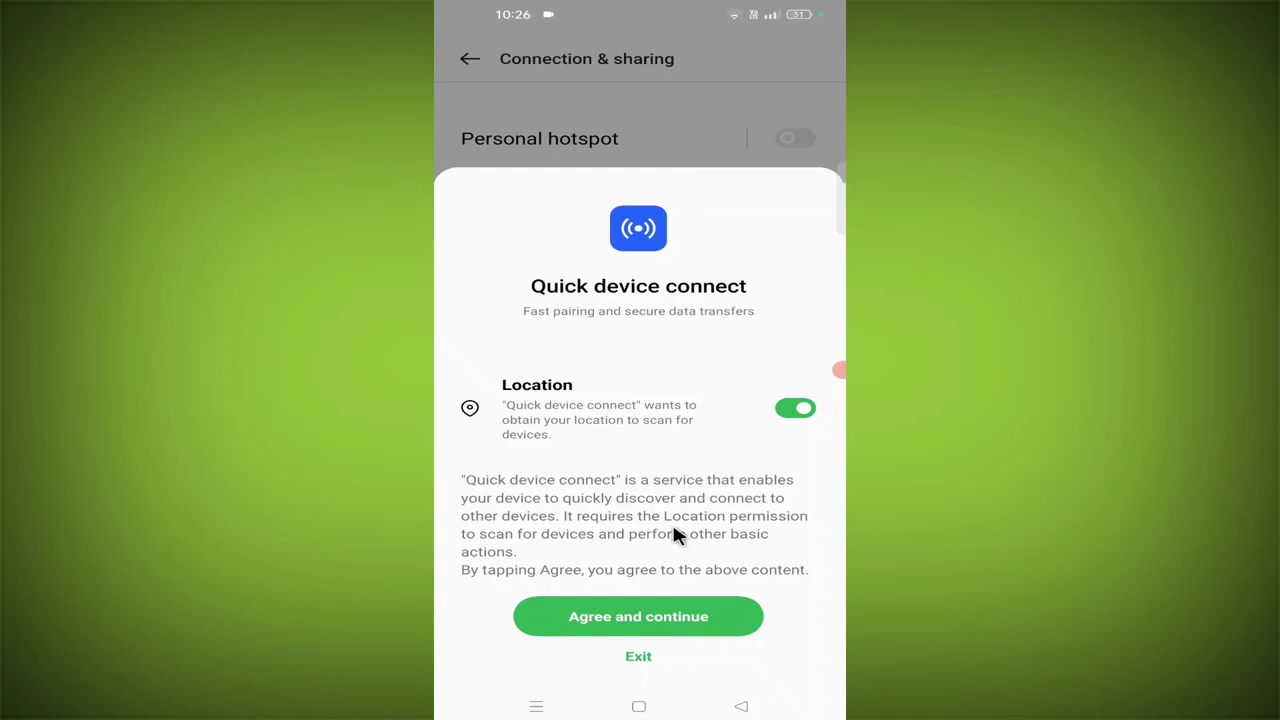 10:26
51
Connection & sharing
Personal hotspot
Quick device connect
Fast pairing and secure data transfers
Location
"Quick device connect" wants to
obtain your location to scan for
devices.
"Quick device connect" is a service that enables
your device to quickly discover and connect to
other devices. It requires the Location permission
to scan for devices and perform other basic
actions.
By tapping Agree, you agree to the above content.
Agree and continue
Exit